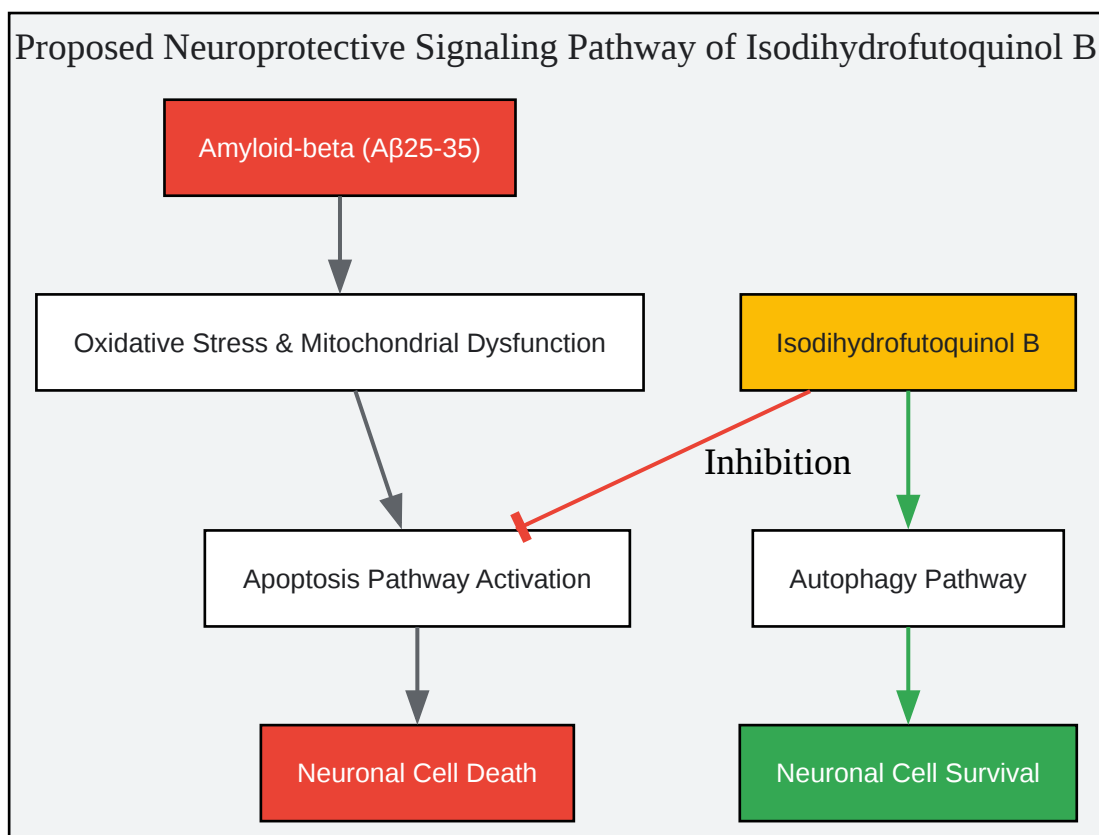 Proposed Neuroprotective Signaling Pathway of Isodihydrofutoquinol B
Amyloid-beta (Aβ25-35)
Oxidative Stress & Mitochondrial Dysfunction
Isodihydrofutoquinol B
Inhibition
Apoptosis Pathway Activation
Autophagy Pathway
Neuronal Cell Death
Neuronal Cell Survival